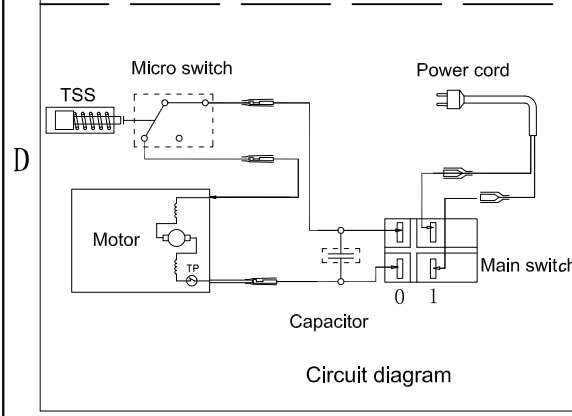 Micro switch
Power cord
TSS
D
Motor
TP
Main switch
0 1
Capacitor
Circuit diagram